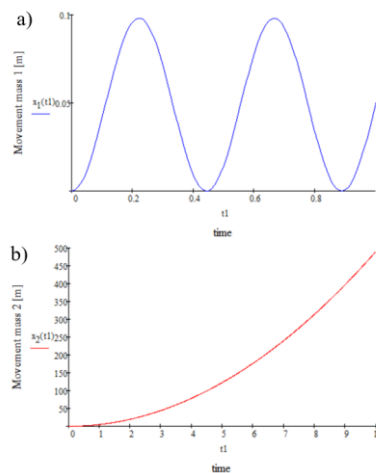 a)
0.1
Movement mass 1 [m]
x1(t1)
0.05
0
0.2
0.4
0.6
0.8
t1
time
b)
500
450
400
350
300
250
200
150
100
50
Movement mass 2 [m]
x2(t1)
0
1
2
3
4
5
6
7
8
9
t1
time